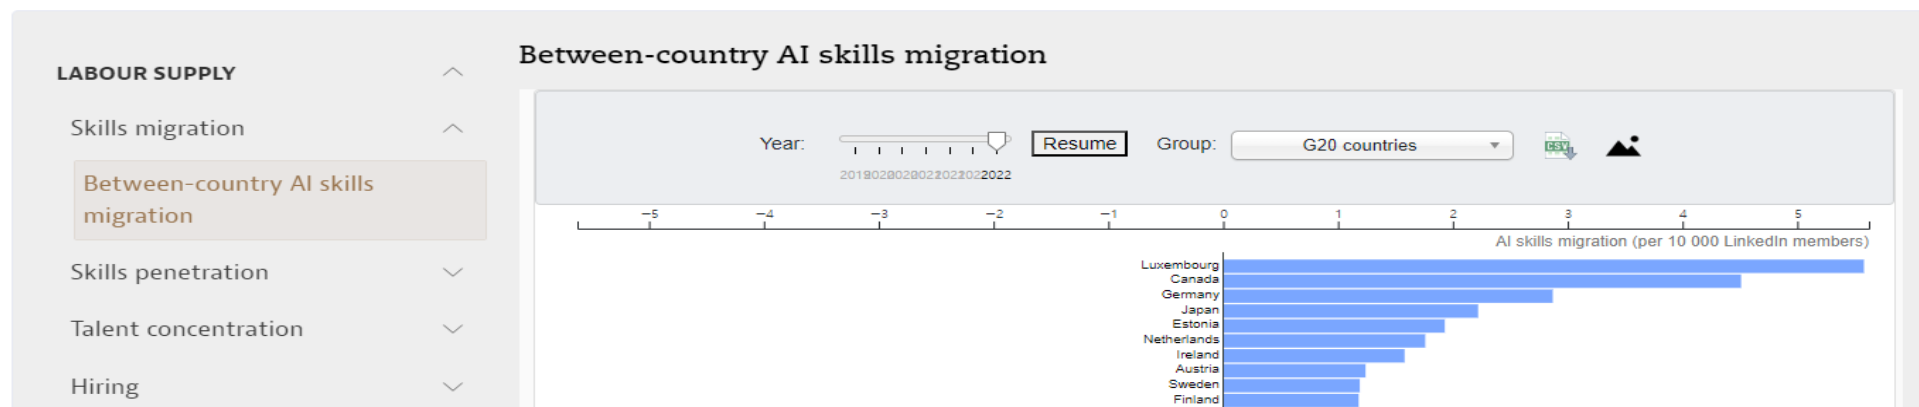 LABOUR SUPPLY
Skills migration
Between-country AI skills
migration
Skills penetration
Talent concentration
Hiring
Between-country AI skills migration
Year:
2022
Resume
Group:
G20 countries
CSV
−5 −4 −3 −2 −1 0 1 2 3 4 5
AI skills migration (per 10 000 LinkedIn members)
Luxembourg
Canada
Germany
Japan
Estonia
Netherlands
Ireland
Austria
Sweden
Finland